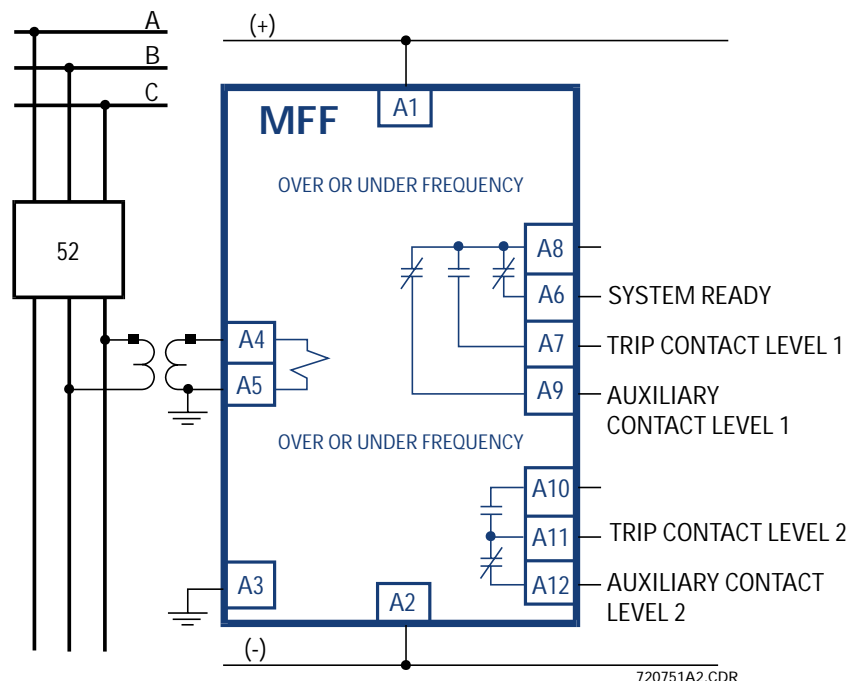 A
(+)
B
C
MFF
A1
OVER OR UNDER FREQUENCY
52
A8
A6
SYSTEM READY
A4
A7
TRIP CONTACT LEVEL 1
A5
A9
AUXILIARY
CONTACT LEVEL 1
OVER OR UNDER FREQUENCY
A10
A11
TRIP CONTACT LEVEL 2
A3
A2
A12
AUXILIARY CONTACT
LEVEL 2
(-)
720751A2.CDR